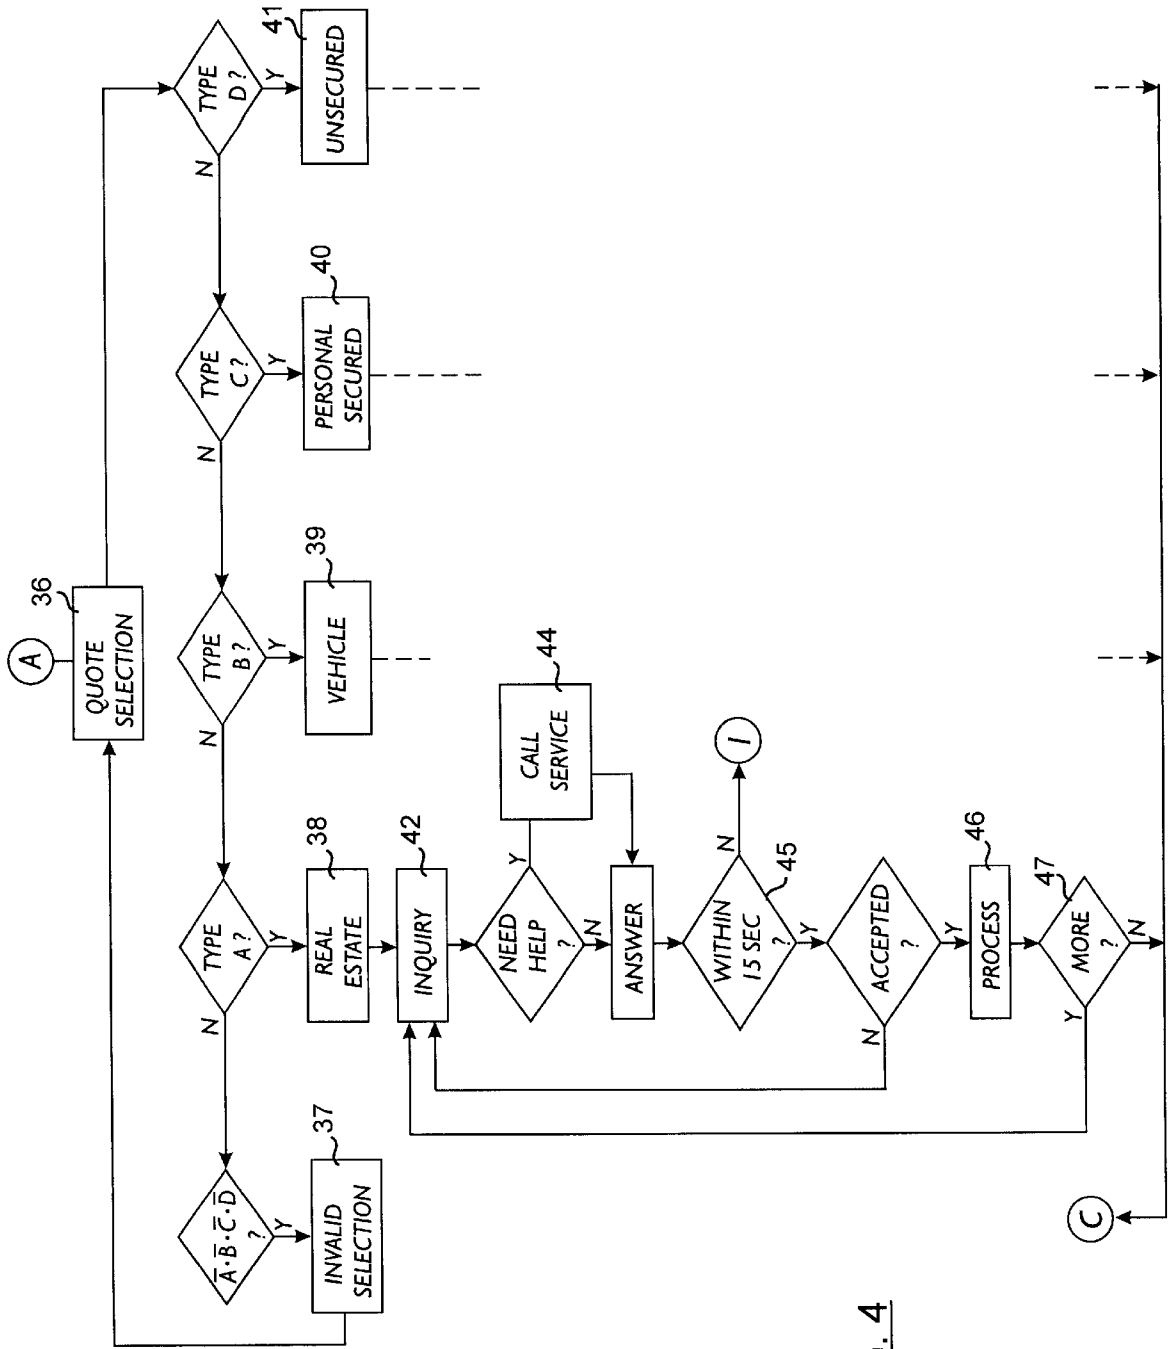 A
36
QUOTE
SELECTION
TYPE
D?
Y
N
41
UNSECURED
TYPE
C?
Y
N
40
PERSONAL
SECURED
TYPE
B?
Y
N
39
VEHICLE
TYPE
A?
Y
N
38
REAL
ESTATE
A̅·B̅·C̅·D̅
?
Y
37
INVALID
SELECTION
42
INQUIRY
NEED
HELP
?
Y
N
44
CALL
SERVICE
ANSWER
WITHIN
15 SEC
?
45
N
I
Y
ACCEPTED
?
N
Y
46
PROCESS
47
MORE
?
Y
N
C
. 4